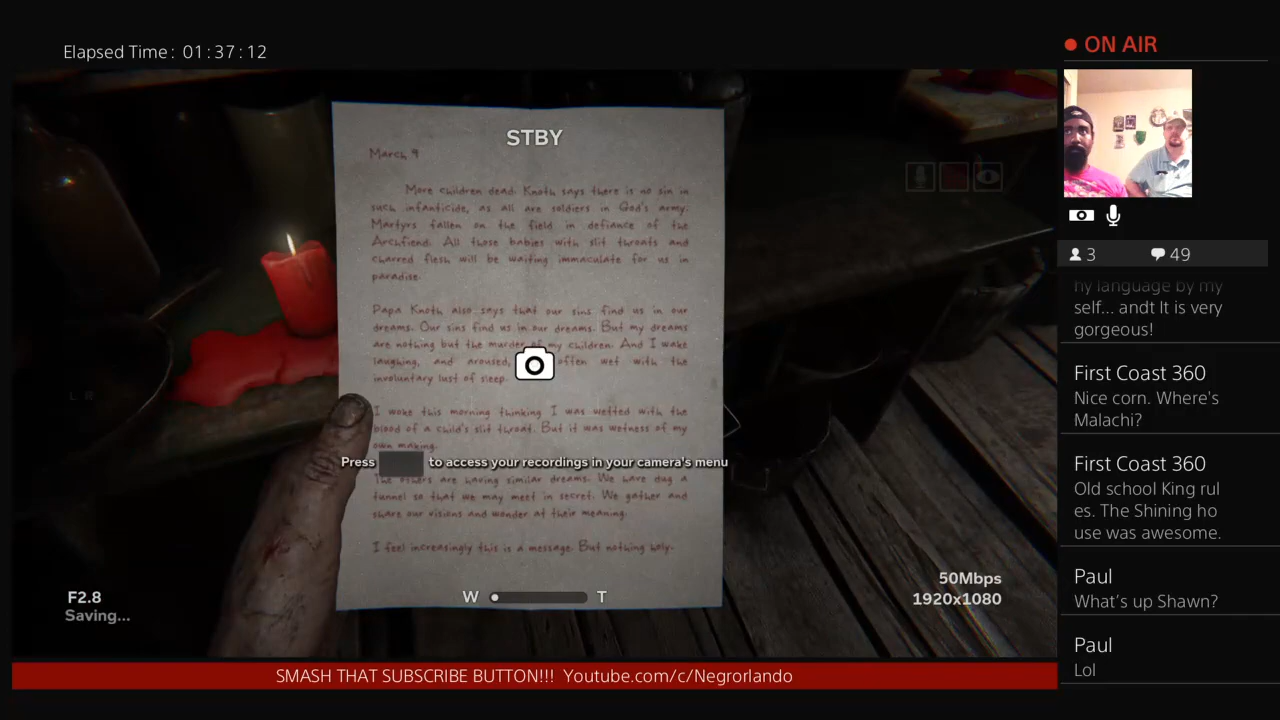 Elapsed Time: 01:37:12
ON AIR
STBY
March 9
More children dead. Knoth says there is no sin in
such infanticide, as all are soldiers in God's army.
Martyrs fallen on the field in defiance of the
Archfiend. All those babies with slit throats and
charred flesh will be waiting immaculate for us in
paradise.
Papa Knoth also says that our sins find us in our
dreams. Our sins find us in our dreams. But my dreams
are nothing but the murder of my children. And I wake
laughing, and aroused, often wet with the
involuntary lust of sleep.
I woke this morning thinking I was wetted with the
blood of a child's slit throat. But it was wetness of my
own making.
Press to access your recordings in your camera's menu
The others are having similar dreams. We have dug a
tunnel so that we may meet in secret. We gather and
share our visions and wonder at their meaning.
I feel increasingly this is a message. But nothing holy.
L R
F2.8
Saving...
W T
50Mbps
1920x1080
3 49
ny language by my
self... andt It is very
gorgeous!
First Coast 360
Nice corn. Where's
Malachi?
First Coast 360
Old school King rul
es. The Shining ho
use was awesome.
Paul
What's up Shawn?
Paul
Lol
SMASH THAT SUBSCRIBE BUTTON!!! Youtube.com/c/Negrorlando